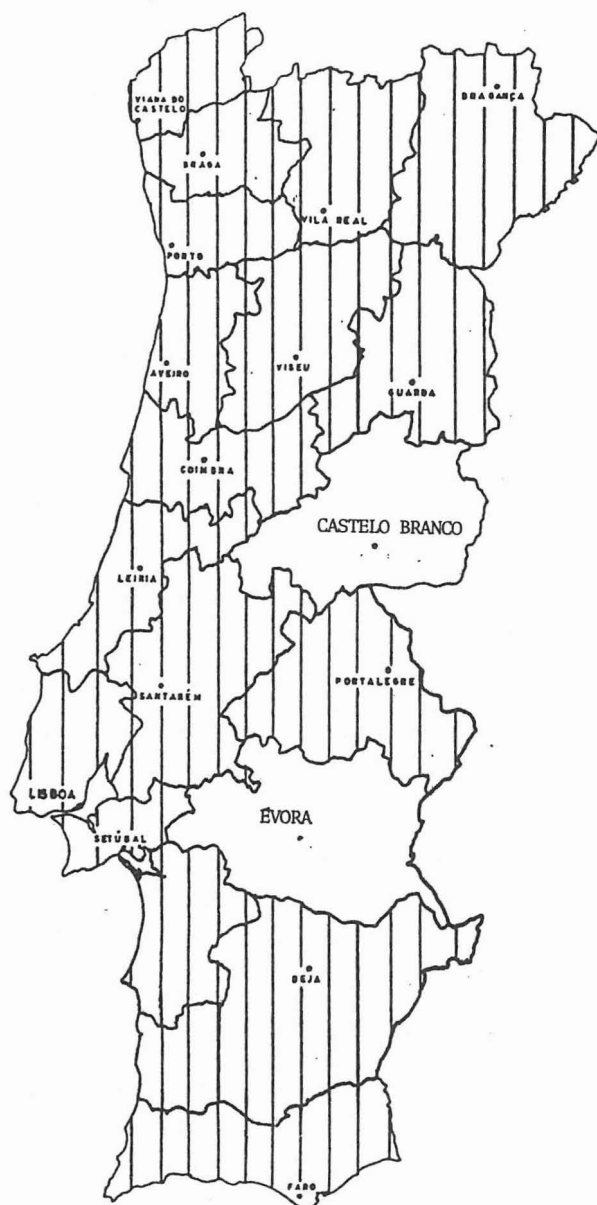 VIANA DO
CASTELO
BRAGANÇA
BRAGA
VILA REAL
PORTO
AVEIRO
VISEU
GUARDA
COIMBRA
CASTELO BRANCO
LEIRIA
PORTALEGRE
SANTARÉM
LISBOA
ÉVORA
SETÚBAL
BEJA
FARO